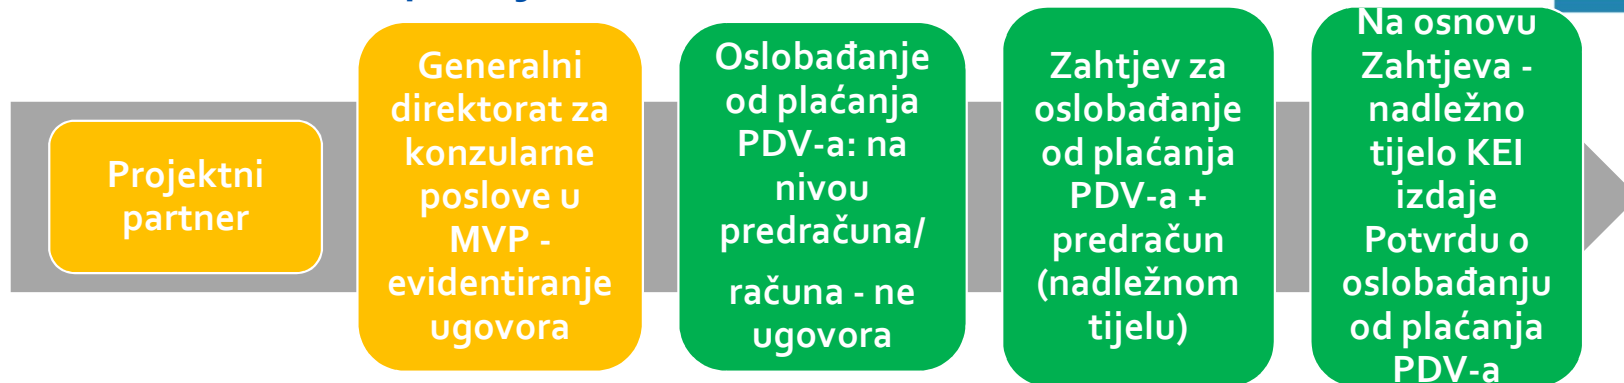 Projektni
partner
Generalni
direktorat za
konzularne
poslove u
MVP -
evidentiranje
ugovora
Oslobađanje
od plaćanja
PDV-a: na
nivou
predračuna/
računa - ne
ugovora
Zahtjev za
oslobađanje
od plaćanja
PDV-a +
predračun
(nadležnom
tijelu)
Na osnovu
Zahtjeva -
nadležno
tijelo KEI
izdaje
Potvrdu o
oslobađanju
od plaćanja
PDV-a